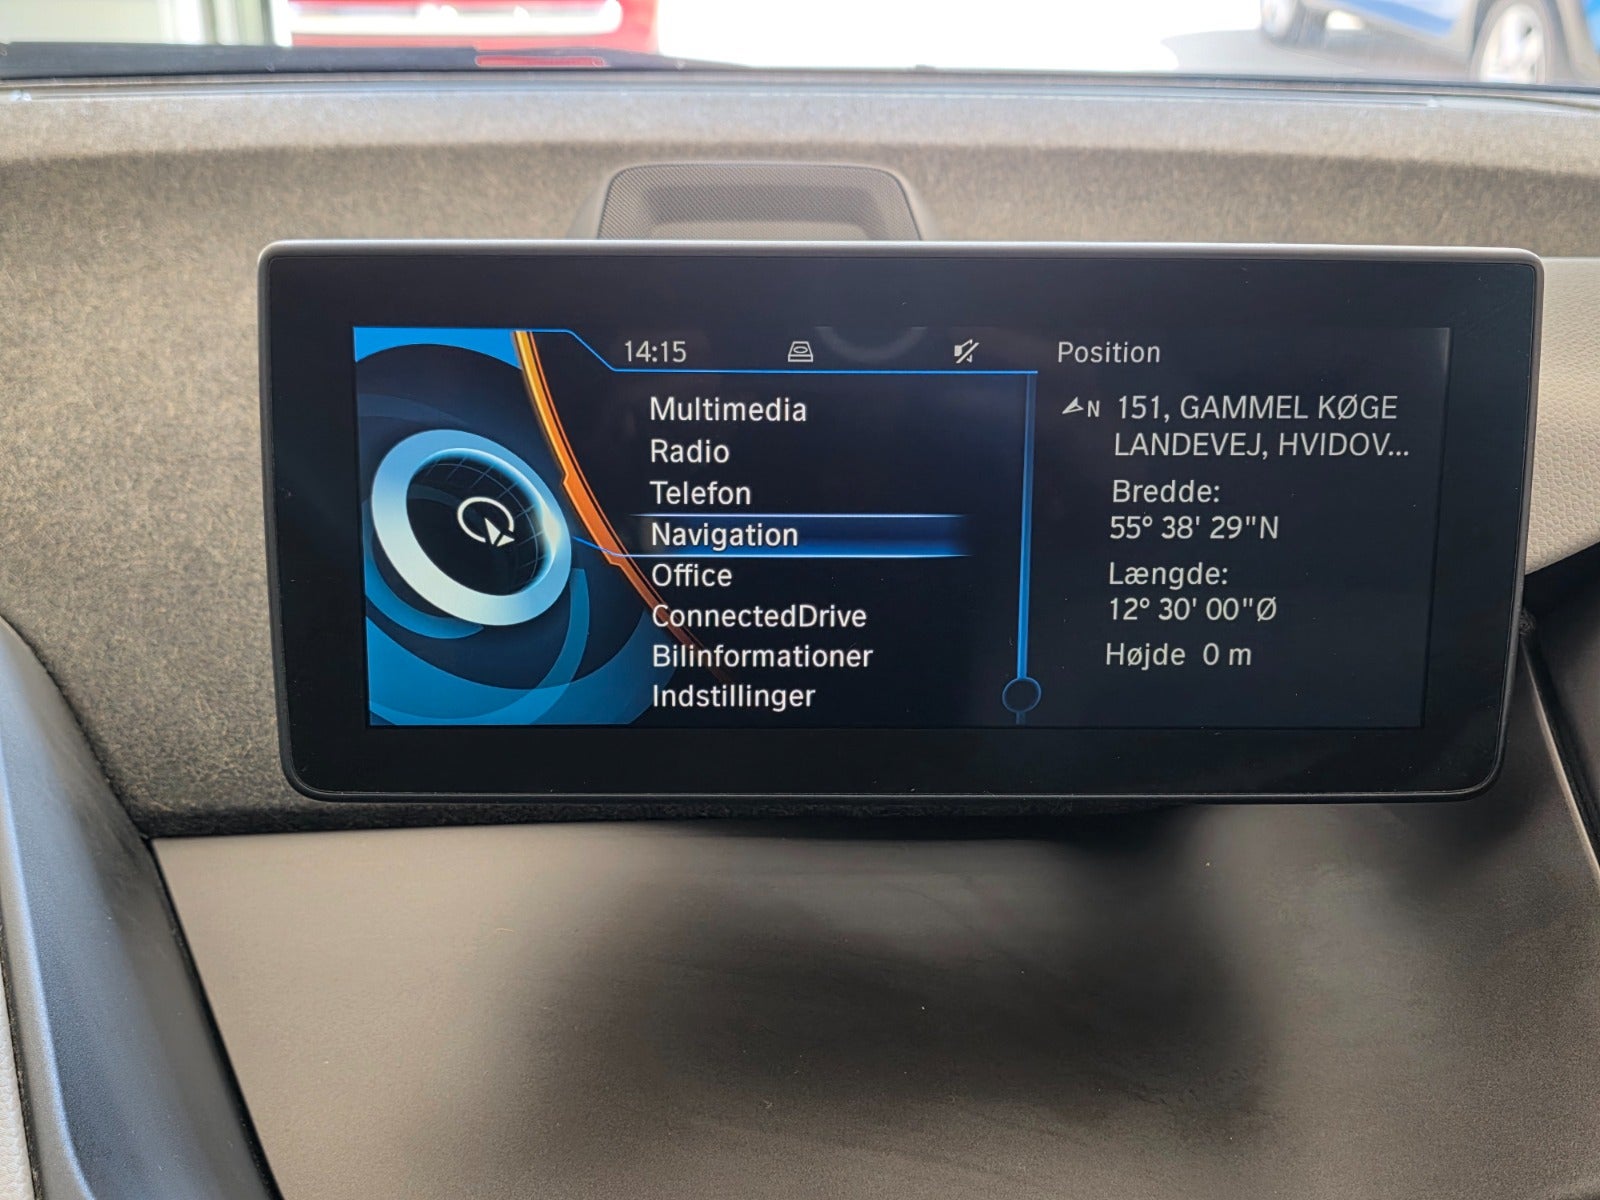 14:15
Multimedia
Radio
Telefon
Navigation
Office
ConnectedDrive
Bilinformationer
Indstillinger
Position
N 151, GAMMEL KØGE
LANDEVEJ, HVIDOV...
Bredde:
55° 38' 29"N
Længde:
12° 30' 00"Ø
Højde 0 m